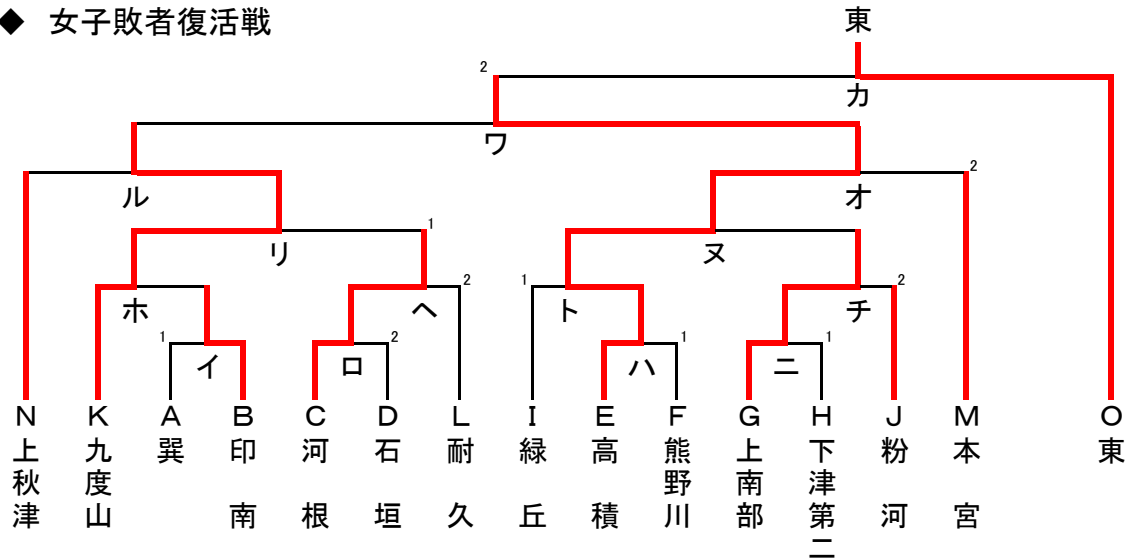 ◆ 女子敗者復活戦
東
2
カ
ワ
2
ル
オ
1
リ
ヌ
2
1
2
ホ
ヘ
ト
チ
1
2
1
1
イ
ロ
ハ
ニ
N K A B C D L I E F G H J M O
上秋津
九度山
巽
印南
河根
石垣
耐久
緑丘
高積
熊野川
上南部
下津第二
粉河
本宮
東